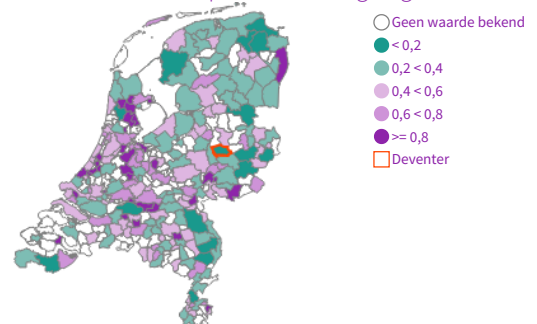 Geen waarde bekend
< 0,2
0,2 < 0,4
0,4 < 0,6
0,6 < 0,8
>= 0,8
Deventer